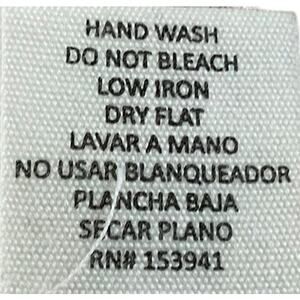 HAND WASH
DO NOT BLEACH
LOW IRON
DRY FLAT
LAVAR A MANO
NO USAR BLANQUEADOR
PLANCHA BAJA
SECAR PLANO
RN# 153941